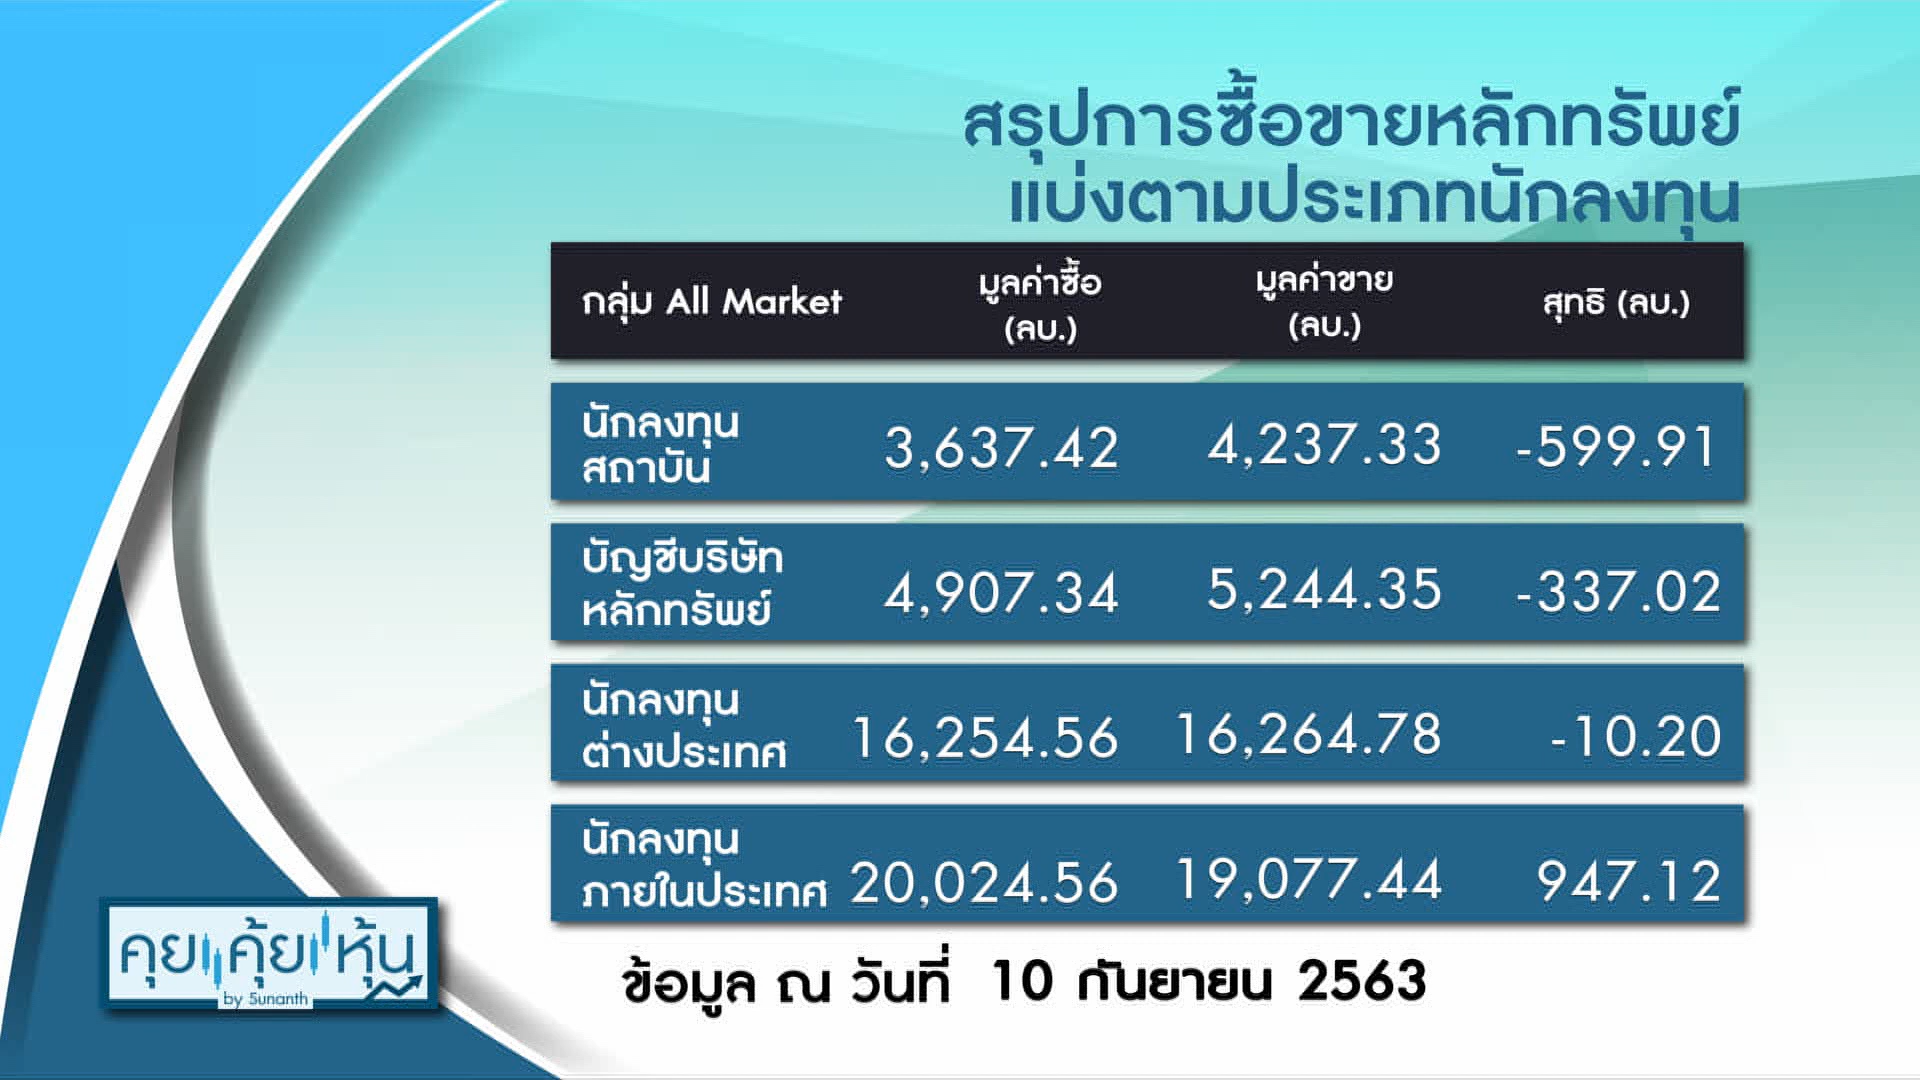 สรุปการซื้อขายหลักทรัพย์
แบ่งตามประเภทนักลงทุน
กลุ่ม All Market มูลค่าซื้อ (ลบ.) มูลค่าขาย (ลบ.) สุทธิ (ลบ.)
นักลงทุน
สถาบัน 3,637.42 4,237.33 -599.91
บัญชีบริษัท
หลักทรัพย์ 4,907.34 5,244.35 -337.02
นักลงทุน
ต่างประเทศ 16,254.56 16,264.78 -10.20
นักลงทุน
ภายในประเทศ 20,024.56 19,077.44 947.12
ข้อมูล ณ วันที่ 10 กันยายน 2563
คุย คุ้ย หุ้น
by Sunanth